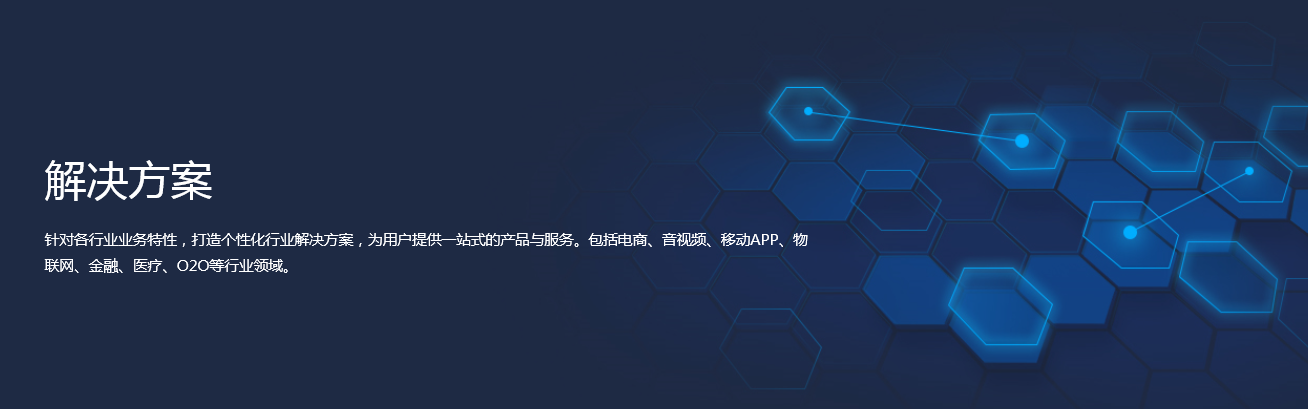 解决方案
针对各行业业务特性，打造个性化行业解决方案，为用户提供一站式的产品与服务。包括电商、音视频、移动APP、物
联网、金融、医疗、O2O等行业领域。